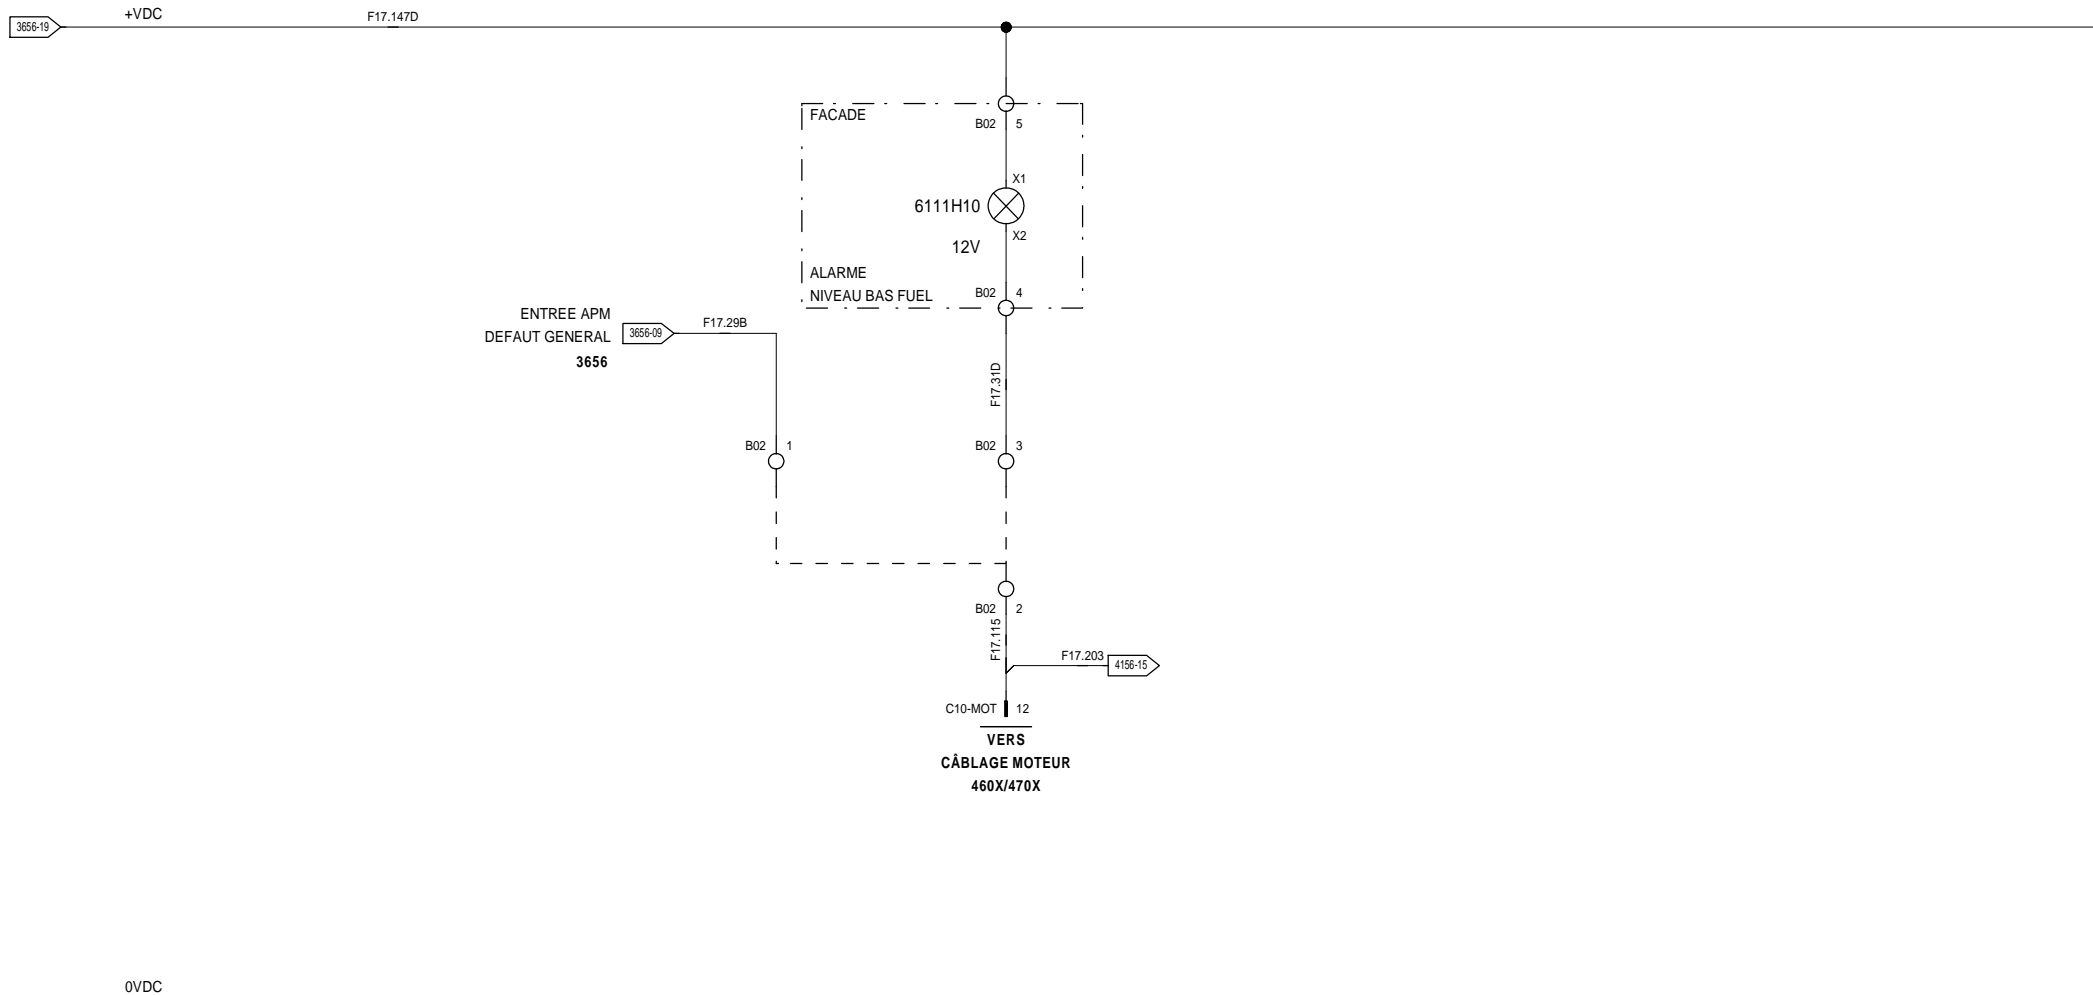 +VDC
F17.147D
3656-19
FACADE
B02 5
X1
6111H10
X2
12V
ALARME
NIVEAU BAS FUEL
B02 4
ENTREE APM
DEFAUT GENERAL
3656
3656-09
F17.29B
F17.31D
B02 1
B02 3
B02 2
F17.115
F17.203
4156-15
C10-MOT 12
VERS
CÂBLAGE MOTEUR
460X/470X
0VDC